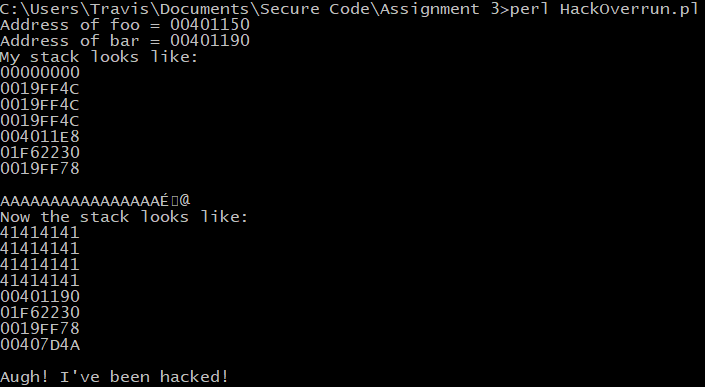 C:\Users\Travis\Documents\Secure Code\Assignment 3>perl HackOverrun.pl
Address of foo = 00401150
Address of bar = 00401190
My stack looks like:
00000000
0019FF4C
0019FF4C
0019FF4C
004011E8
01F62230
0019FF78
AAAAAAAAAAAAAAAAÉ▯@
Now the stack looks like:
41414141
41414141
41414141
41414141
00401190
01F62230
0019FF78
00407D4A
Augh! I've been hacked!